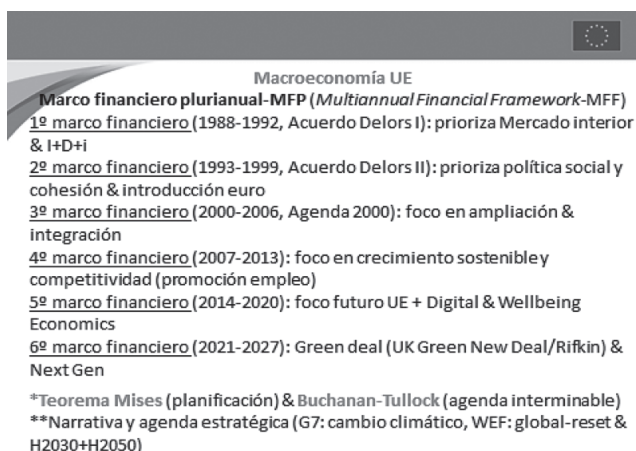 Macroeconomía UE
Marco financiero plurianual-MFP (Multiannual Financial Framework-MFF)
1º marco financiero (1988-1992, Acuerdo Delors I): prioriza Mercado interior
& I+D+i
2º marco financiero (1993-1999, Acuerdo Delors II): prioriza política social y
cohesión & introducción euro
3º marco financiero (2000-2006, Agenda 2000): foco en ampliación &
integración
4º marco financiero (2007-2013): foco en crecimiento sostenible y
competitividad (promoción empleo)
5º marco financiero (2014-2020): foco futuro UE + Digital & Wellbeing
Economics
6º marco financiero (2021-2027): Green deal (UK Green New Deal/Rifkin) &
Next Gen
*Teorema Mises (planificación) & Buchanan-Tullock (agenda interminable)
**Narrativa y agenda estratégica (G7: cambio climático, WEF: global-reset &
H2030+H2050)